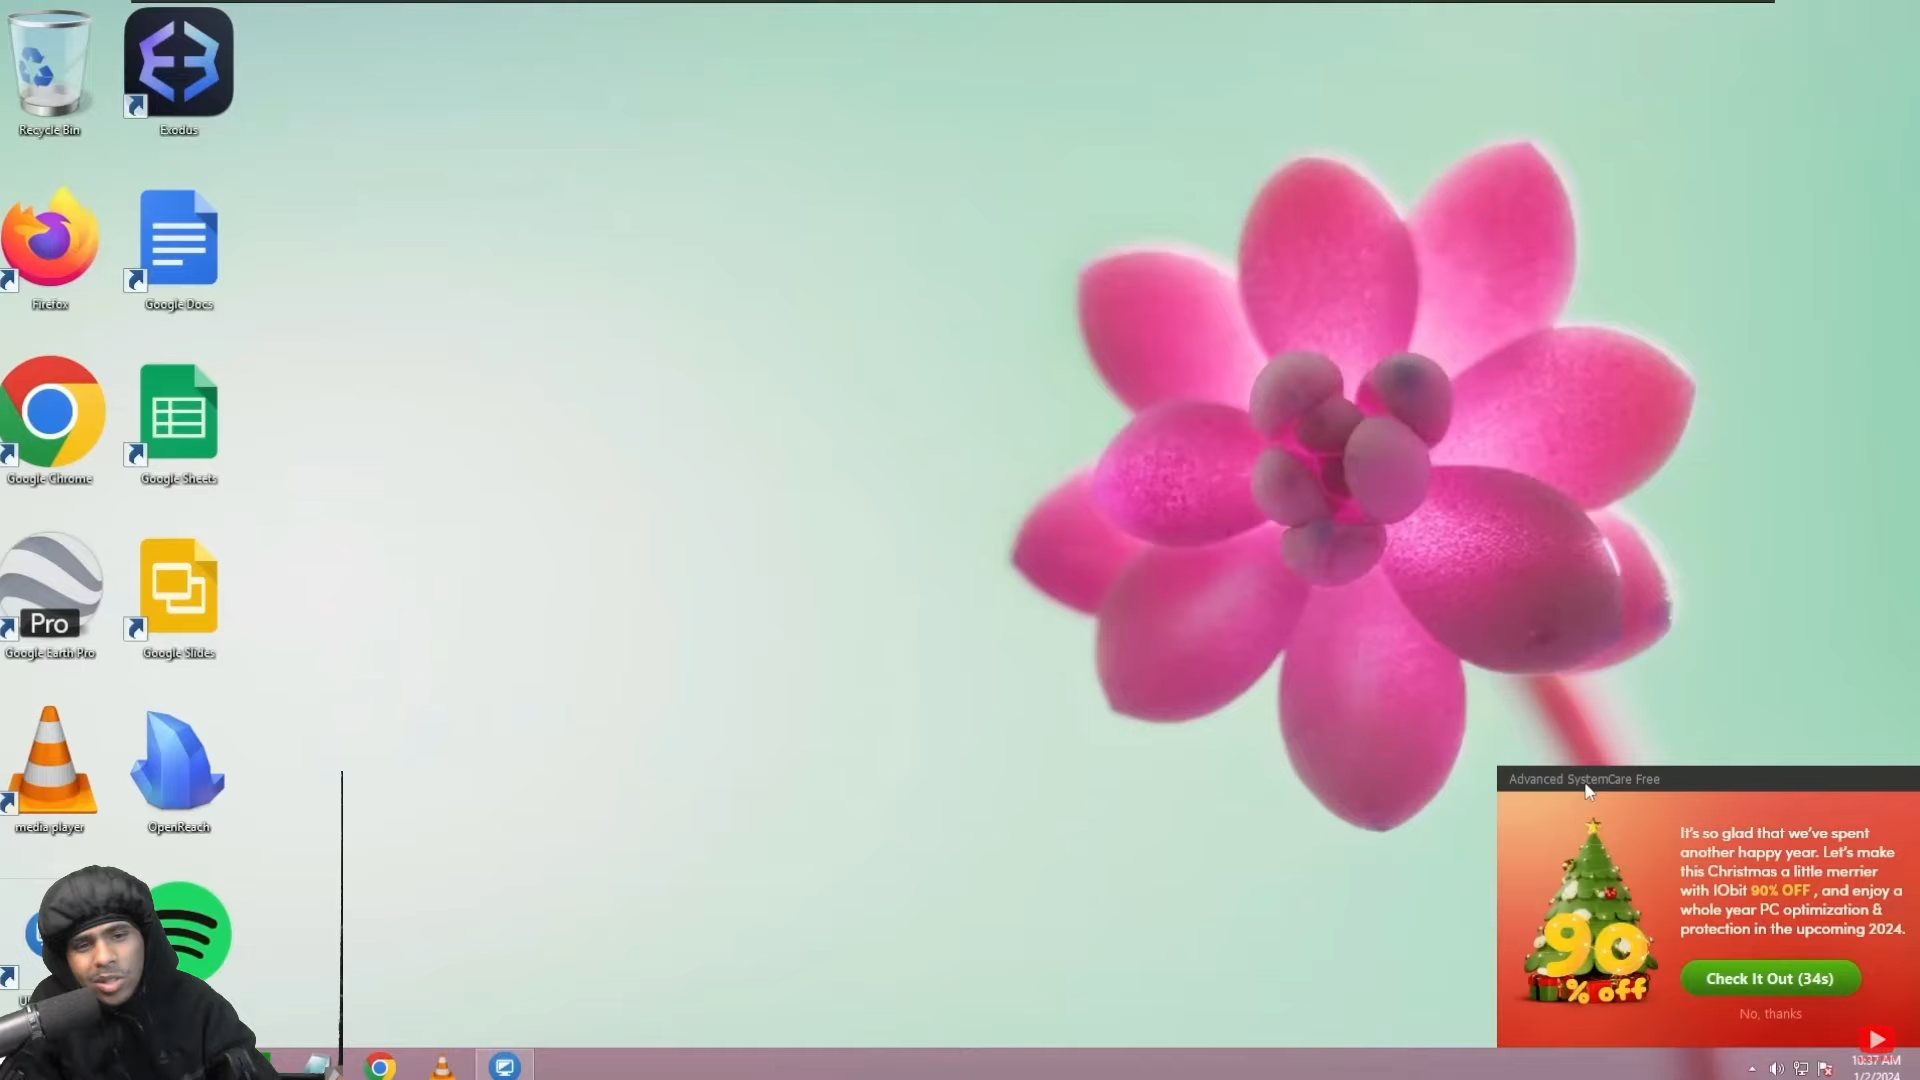 Recycle Bin
Exodus
Firefox
Google Docs
Google Chrome
Google Sheets
Pro
Google Earth Pro
Google Slides
media player
OpenReach
Advanced SystemCare Free
It's so glad that we've spent
another happy year. Let's make
this Christmas a little merrier
with IObit 90% OFF , and enjoy a
whole year PC optimization &
protection in the upcoming 2024.
90
% off
Check It Out (34s)
No, thanks
10:37 AM
1/2/2024